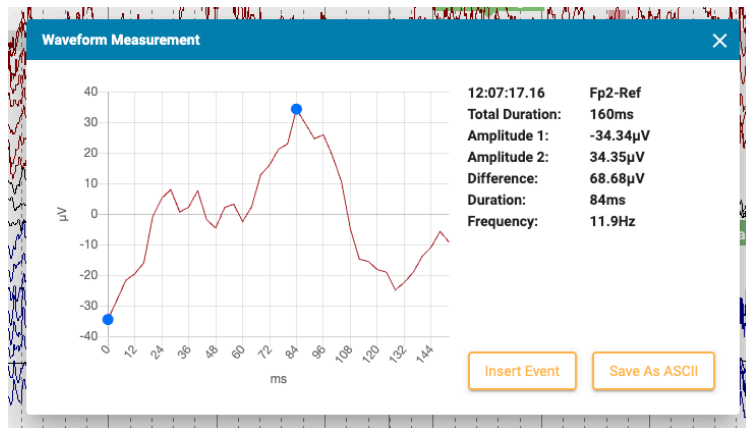 Waveform Measurement
40
30
20
10
0
-10
-20
-30
-40
μV
0 12 24 36 48 60 72 84 96 108 120 132 144
ms
12:07:17.16 Fp2-Ref
Total Duration: 160ms
Amplitude 1: -34.34μV
Amplitude 2: 34.35μV
Difference: 68.68μV
Duration: 84ms
Frequency: 11.9Hz
Insert Event
Save As ASCII